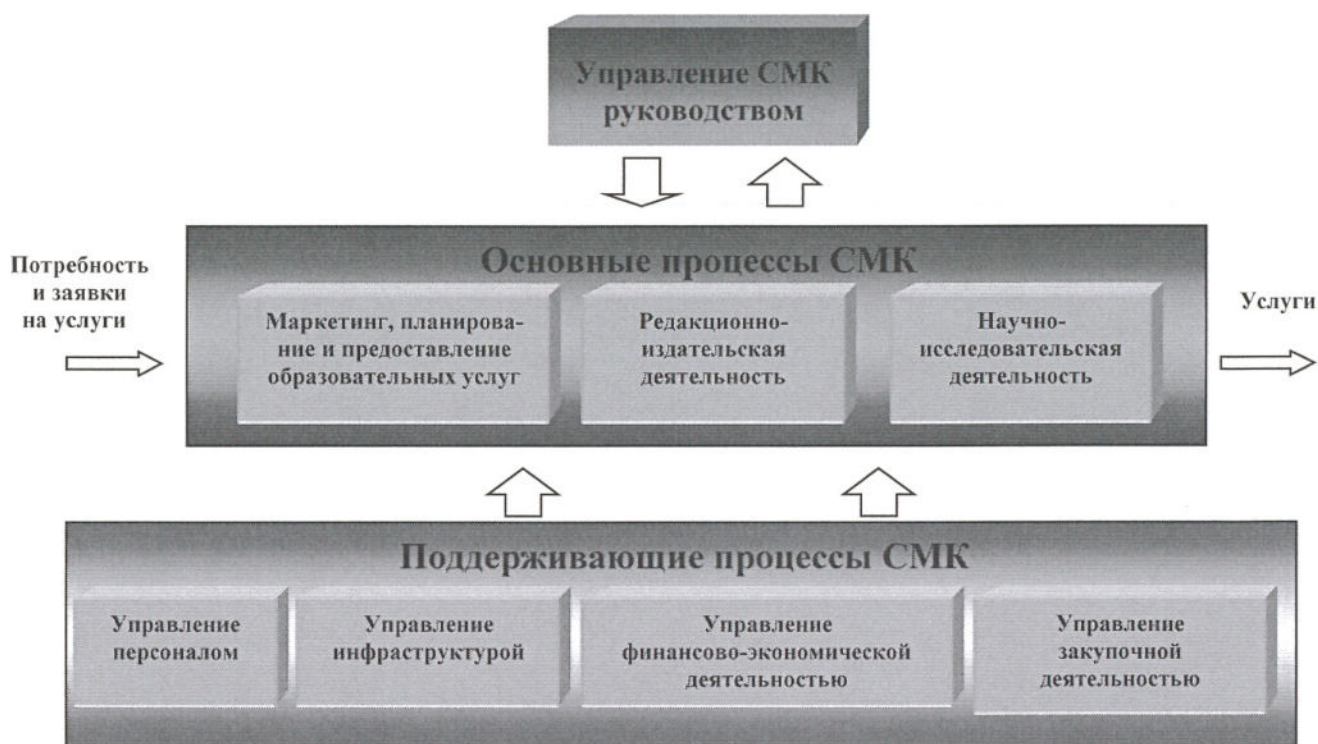 Управление СМК
руководством
Потребность
и заявки
на услуги
Основные процессы СМК
Маркетинг, планирова-
ние и предоставление
образовательных услуг
Редакционно-
издательская
деятельность
Научно-
исследовательская
деятельность
Услуги
Поддерживающие процессы СМК
Управление
персоналом
Управление
инфраструктурой
Управление
финансово-экономической
деятельностью
Управление
закупочной
деятельностью